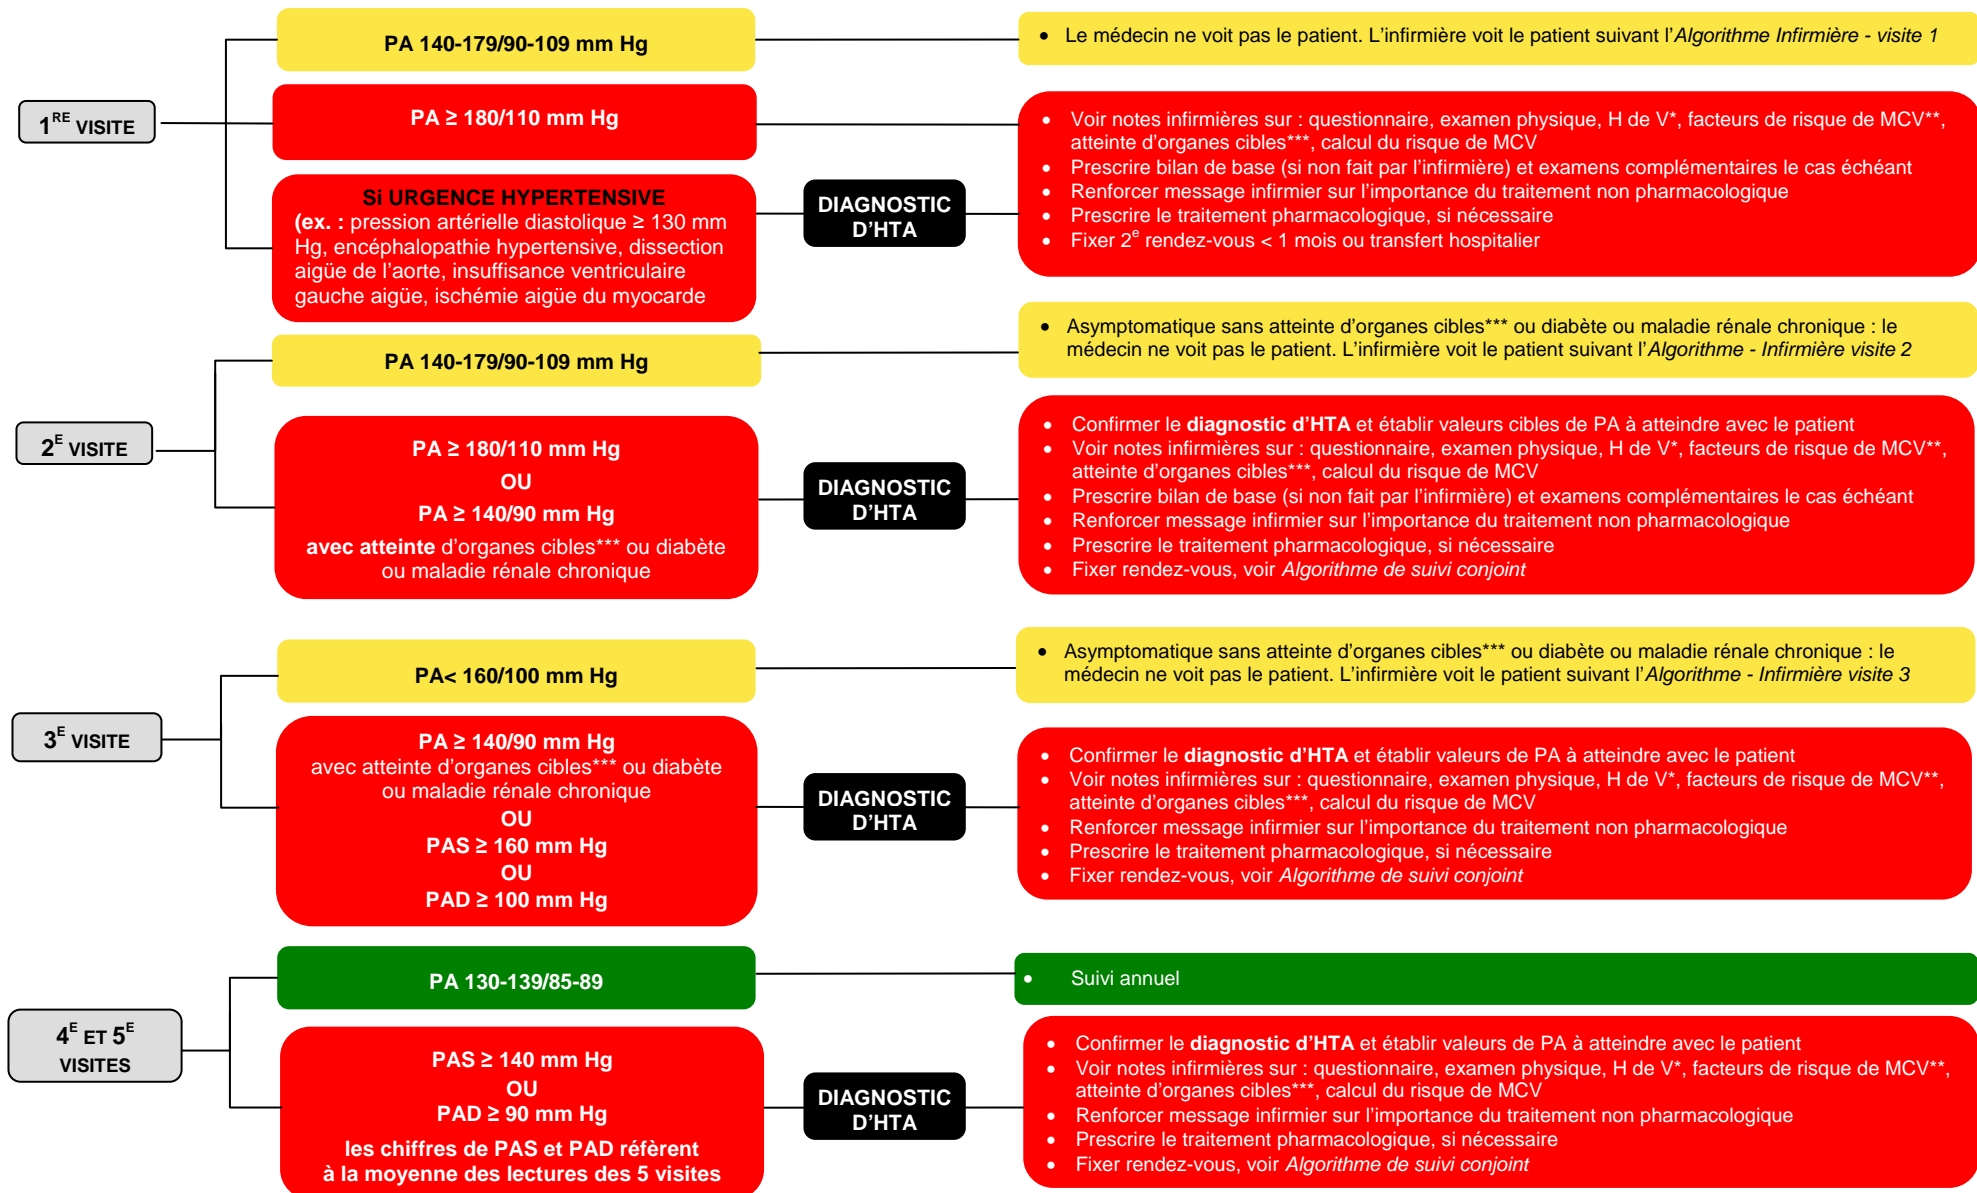 1RE VISITE
PA 140-179/90-109 mm Hg
• Le médecin ne voit pas le patient. L'infirmière voit le patient suivant l'Algorithme Infirmière - visite 1
PA ≥ 180/110 mm Hg
Si URGENCE HYPERTENSIVE
(ex. : pression artérielle diastolique ≥ 130 mm
Hg, encéphalopathie hypertensive, dissection
aigüe de l'aorte, insuffisance ventriculaire
gauche aigüe, ischémie aigüe du myocarde
DIAGNOSTIC
D'HTA
• Voir notes infirmières sur : questionnaire, examen physique, H de V*, facteurs de risque de MCV**,
atteinte d'organes cibles***, calcul du risque de MCV
• Prescrire bilan de base (si non fait par l'infirmière) et examens complémentaires le cas échéant
• Renforcer message infirmier sur l'importance du traitement non pharmacologique
• Prescrire le traitement pharmacologique, si nécessaire
• Fixer 2e rendez-vous < 1 mois ou transfert hospitalier
2E VISITE
PA 140-179/90-109 mm Hg
• Asymptomatique sans atteinte d'organes cibles*** ou diabète ou maladie rénale chronique : le
médecin ne voit pas le patient. L'infirmière voit le patient suivant l'Algorithme - Infirmière visite 2
PA ≥ 180/110 mm Hg
OU
PA ≥ 140/90 mm Hg
avec atteinte d'organes cibles*** ou diabète
ou maladie rénale chronique
DIAGNOSTIC
D'HTA
• Confirmer le diagnostic d'HTA et établir valeurs cibles de PA à atteindre avec le patient
• Voir notes infirmières sur : questionnaire, examen physique, H de V*, facteurs de risque de MCV**,
atteinte d'organes cibles***, calcul du risque de MCV
• Prescrire bilan de base (si non fait par l'infirmière) et examens complémentaires le cas échéant
• Renforcer message infirmier sur l'importance du traitement non pharmacologique
• Prescrire le traitement pharmacologique, si nécessaire
• Fixer rendez-vous, voir Algorithme de suivi conjoint
3E VISITE
PA< 160/100 mm Hg
• Asymptomatique sans atteinte d'organes cibles*** ou diabète ou maladie rénale chronique : le
médecin ne voit pas le patient. L'infirmière voit le patient suivant l'Algorithme - Infirmière visite 3
PA ≥ 140/90 mm Hg
avec atteinte d'organes cibles*** ou diabète
ou maladie rénale chronique
OU
PAS ≥ 160 mm Hg
OU
PAD ≥ 100 mm Hg
DIAGNOSTIC
D'HTA
• Confirmer le diagnostic d'HTA et établir valeurs de PA à atteindre avec le patient
• Voir notes infirmières sur : questionnaire, examen physique, H de V*, facteurs de risque de MCV**,
atteinte d'organes cibles***, calcul du risque de MCV
• Renforcer message infirmier sur l'importance du traitement non pharmacologique
• Prescrire le traitement pharmacologique, si nécessaire
• Fixer rendez-vous, voir Algorithme de suivi conjoint
4E ET 5E
VISITES
PA 130-139/85-89
• Suivi annuel
PAS ≥ 140 mm Hg
OU
PAD ≥ 90 mm Hg
les chiffres de PAS et PAD réfèrent
à la moyenne des lectures des 5 visites
DIAGNOSTIC
D'HTA
• Confirmer le diagnostic d'HTA et établir valeurs de PA à atteindre avec le patient
• Voir notes infirmières sur : questionnaire, examen physique, H de V*, facteurs de risque de MCV**,
atteinte d'organes cibles***, calcul du risque de MCV
• Renforcer message infirmier sur l'importance du traitement non pharmacologique
• Prescrire le traitement pharmacologique, si nécessaire
• Fixer rendez-vous, voir Algorithme de suivi conjoint